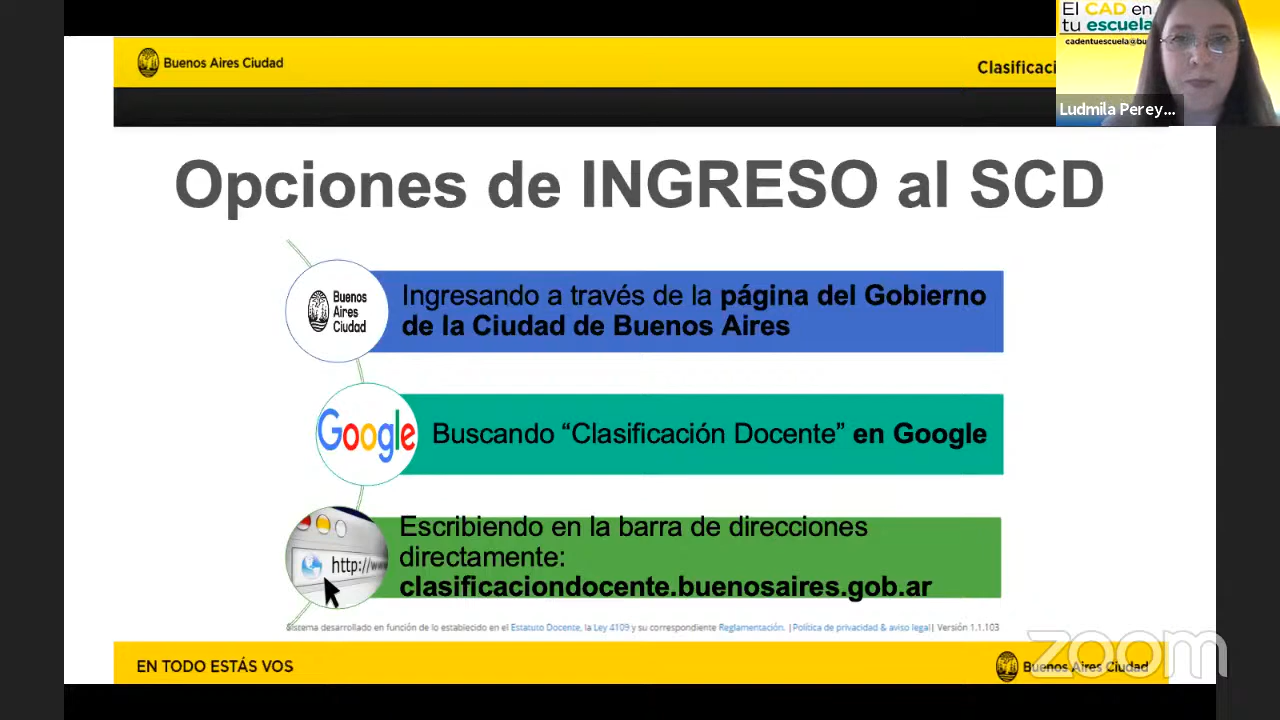 El CAD en
tu escuela
cadentuescuela@bu
Ludmila Perey...
Buenos Aires Ciudad
Clasificaci
Opciones de INGRESO al SCD
Buenos
Aires
Ciudad
Ingresando a través de la página del Gobierno
de la Ciudad de Buenos Aires
Google
Buscando “Clasificación Docente” en Google
http://ww
Escribiendo en la barra de direcciones
directamente:
clasificaciondocente.buenosaires.gob.ar
Sistema desarrollado en función de lo establecido en el Estatuto Docente, la Ley 4109 y su correspondiente Reglamentación. |Política de privacidad & aviso legal| Versión 1.1.103
EN TODO ESTÁS VOS
Buenos Aires Ciudad
zoom